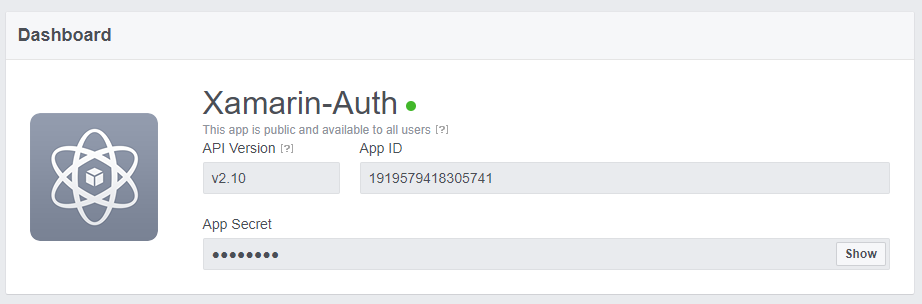 Dashboard
Xamarin-Auth
This app is public and available to all users [?]
API Version [?] App ID
v2.10 1919579418305741
App Secret
●●●●●●●● Show